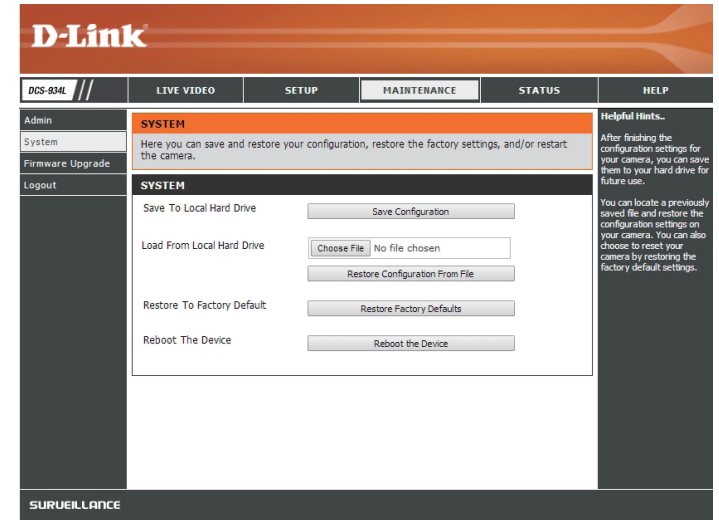 D-Link
DCS-934L
LIVE VIDEO
SETUP
MAINTENANCE
STATUS
HELP
Admin
System
Firmware Upgrade
Logout
SYSTEM
Here you can save and restore your configuration, restore the factory settings, and/or restart
the camera.
SYSTEM
Save To Local Hard Drive
Save Configuration
Load From Local Hard Drive
Choose File No file chosen
Restore Configuration From File
Restore To Factory Default
Restore Factory Defaults
Reboot The Device
Reboot the Device
Helpful Hints..
After finishing the
configuration settings for
your camera, you can save
them to your hard drive for
future use.
You can locate a previously
saved file and restore the
configuration settings on
your camera. You can also
choose to reset your
camera by restoring the
factory default settings.
SURVEILLANCE